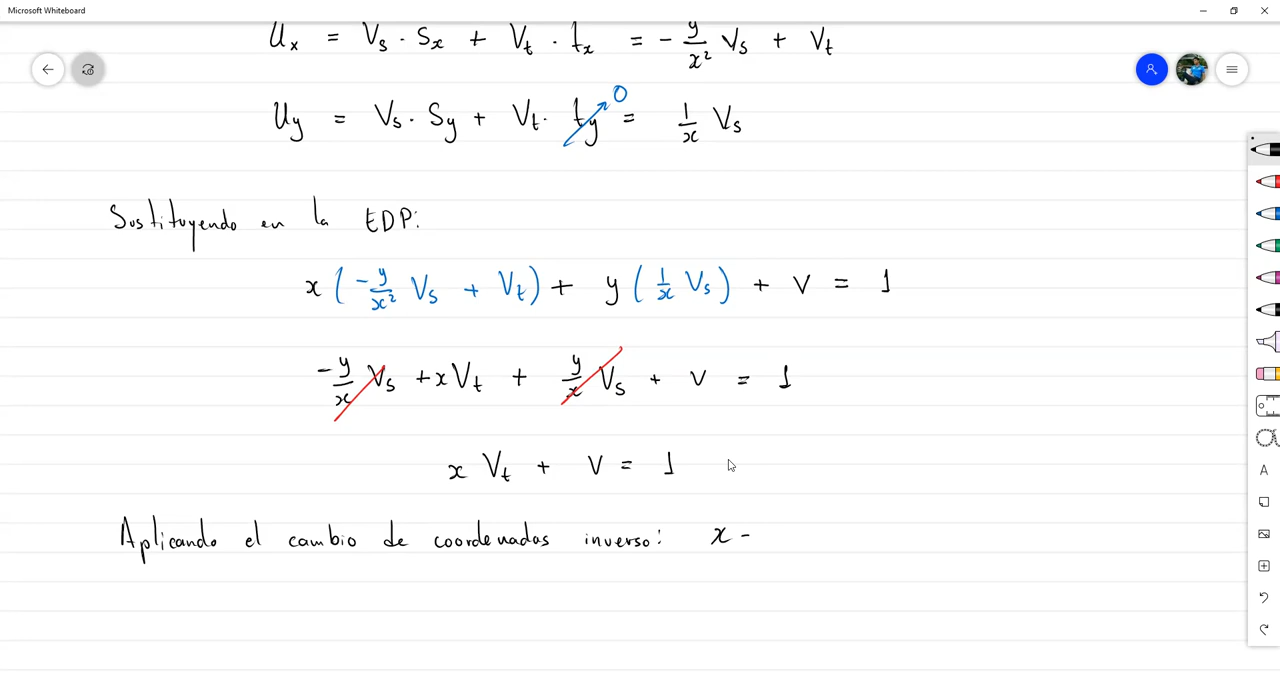 Microsoft Whiteboard
Ux = Vs · Sx + Vt · tx = - y/x² Vs + Vt
Uy = Vs · Sy + Vt · ty = 1/x Vs
0
Sustituyendo en la EDP:
x (-y/x² Vs + Vt) + y (1/x Vs) + v = 1
-y/x Vs + x Vt + y/x Vs + v = 1
x Vt + v = 1
Aplicando el cambio de coordenadas inverso: x -
A